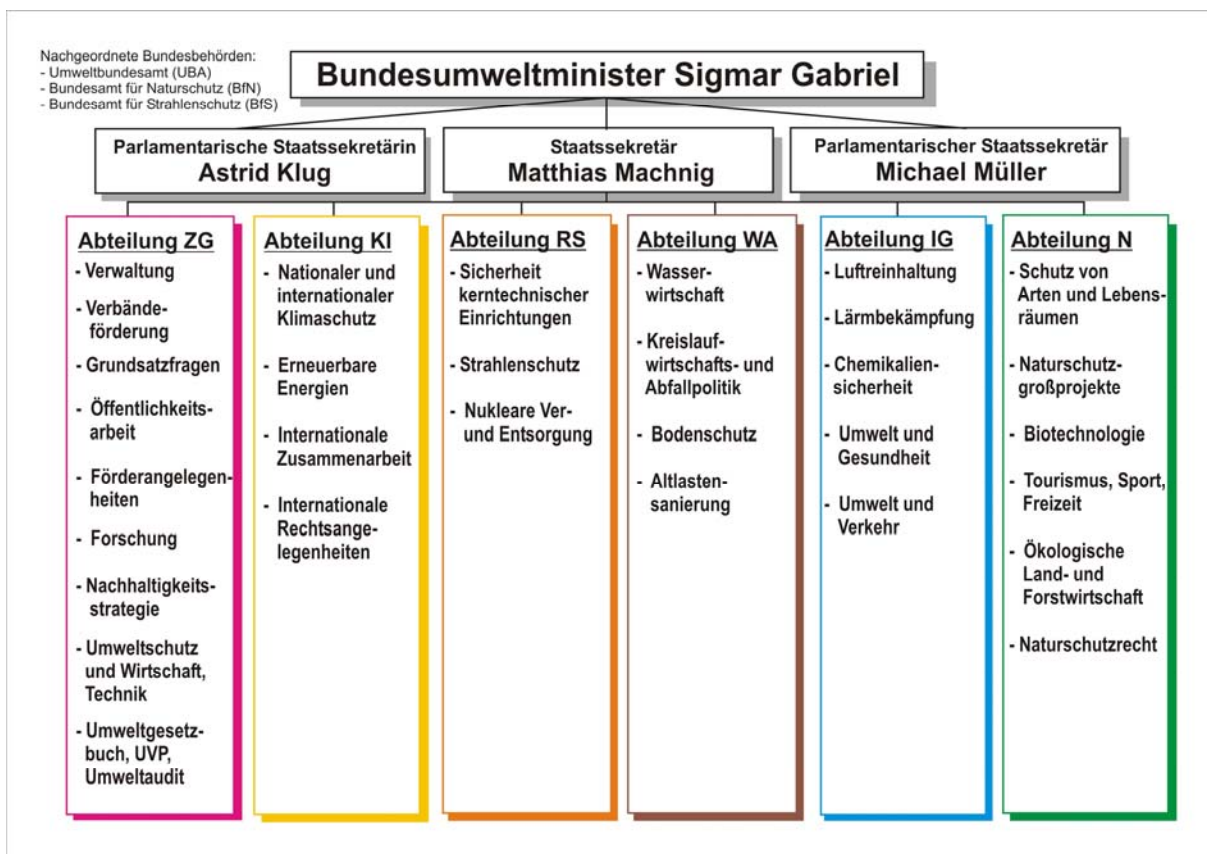 Nachgeordnete Bundesbehörden:
- Umweltbundesamt (UBA)
- Bundesamt für Naturschutz (BfN)
- Bundesamt für Strahlenschutz (BfS)
Bundesumweltminister Sigmar Gabriel
Parlamentarische Staatssekretärin
Astrid Klug
Staatssekretär
Matthias Machnig
Parlamentarischer Staatssekretär
Michael Müller
Abteilung ZG
- Verwaltung
- Verbände-
förderung
- Grundsatzfragen
- Öffentlichkeits-
arbeit
- Förderangelegen-
heiten
- Forschung
- Nachhaltigkeits-
strategie
- Umweltschutz
und Wirtschaft,
Technik
- Umweltgesetz-
buch, UVP,
Umweltaudit
Abteilung KI
- Nationaler und
internationaler
Klimaschutz
- Erneuerbare
Energien
- Internationale
Zusammenarbeit
- Internationale
Rechtsange-
legenheiten
Abteilung RS
- Sicherheit
kerntechnischer
Einrichtungen
- Strahlenschutz
- Nukleare Ver-
und Entsorgung
Abteilung WA
- Wasser-
wirtschaft
- Kreislauf-
wirtschafts- und
Abfallpolitik
- Bodenschutz
- Altlasten-
sanierung
Abteilung IG
- Luftreinhaltung
- Lärmbekämpfung
- Chemikalien-
sicherheit
- Umwelt und
Gesundheit
- Umwelt und
Verkehr
Abteilung N
- Schutz von
Arten und Lebens-
räumen
- Naturschutz-
großprojekte
- Biotechnologie
- Tourismus, Sport,
Freizeit
- Ökologische
Land- und
Forstwirtschaft
- Naturschutzrecht